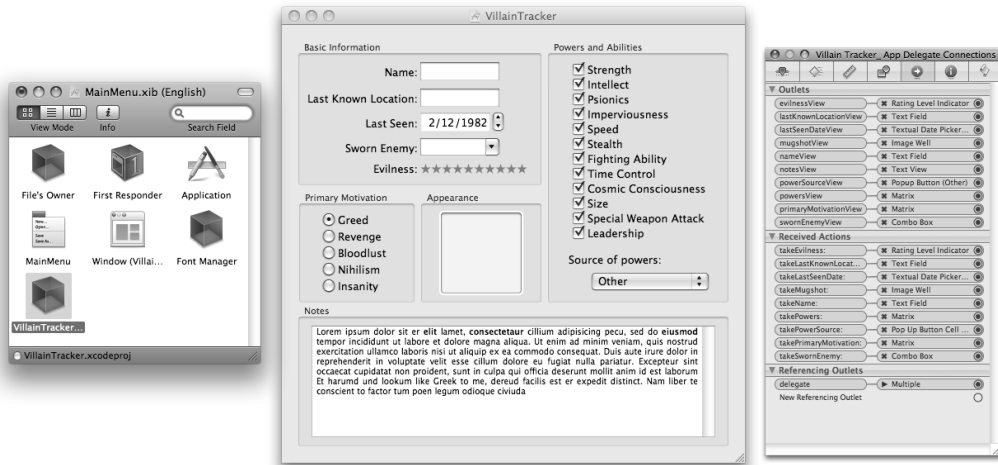 MainMenu.xib (English)
View Mode
Info
Search Field
File's Owner
First Responder
Application
MainMenu
Window (Villai...
Font Manager
VillainTracker...
VillainTracker.xcodeproj
VillainTracker
Basic Information
Name:
Last Known Location:
Last Seen: 2/12/1982
Sworn Enemy:
Evilness:
Primary Motivation
Greed
Revenge
Bloodlust
Nihilism
Insanity
Appearance
Powers and Abilities
Strength
Intellect
Psionics
Imperviousness
Speed
Stealth
Fighting Ability
Time Control
Cosmic Consciousness
Size
Special Weapon Attack
Leadership
Source of powers:
Other
Notes
Lorem ipsum dolor sit er elit lamet, consectetur cillium adipisicing pecu, sed do eiusmod
tempor incididunt ut labore et dolore magna aliqua. Ut enim ad minim veniam, quis nostrud
exercitation ullamco laboris nisi ut aliquip ex ea commodo consequat. Duis aute irure dolor in
reprehenderit in voluptate velit esse cillum dolore eu fugiat nulla pariatur. Excepteur sint
occaecat cupidatat non proident, sunt in culpa qui officia deserunt mollit anim id est laborum
Et harumd und lookum like Greek to me, dereud facilis est er expedit distinct. Nam liber te
conscient to factor tum poen legum odioque civiuda
Villain Tracker_ App Delegate Connections
Outlets
evilnessView Rating Level Indicator
lastKnownLocationView Text Field
lastSeenDateView Textual Date Picker...
mugshotView Image Well
nameView Text Field
notesView Text View
powerSourceView Popup Button (Other)
powersView Matrix
primaryMotivationView Matrix
swornEnemyView Combo Box
Received Actions
takeEvilness: Rating Level Indicator
takeLastKnownLocat... Text Field
takeLastSeenDate: Textual Date Picker...
takeMugshot: Image Well
takeName: Text Field
takePowers: Matrix
takePowerSource: Pop Up Button Cell ...
takePrimaryMotivation: Matrix
takeSwornEnemy: Combo Box
Referencing Outlets
delegate Multiple
New Referencing Outlet